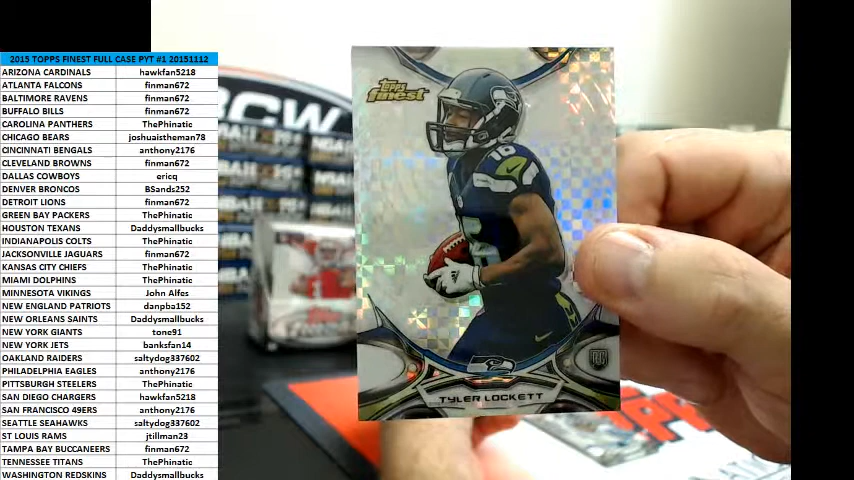 2015 TOPPS FINEST FULL CASE PYT #1 20151112
ARIZONA CARDINALS hawkfan5218
ATLANTA FALCONS finman672
BALTIMORE RAVENS finman672
BUFFALO BILLS finman672
CAROLINA PANTHERS ThePhinatic
CHICAGO BEARS joshuaistheman78
CINCINNATI BENGALS anthony2176
CLEVELAND BROWNS finman672
DALLAS COWBOYS ericq
DENVER BRONCOS BSands252
DETROIT LIONS finman672
GREEN BAY PACKERS ThePhinatic
HOUSTON TEXANS Daddysmallbucks
INDIANAPOLIS COLTS ThePhinatic
JACKSONVILLE JAGUARS finman672
KANSAS CITY CHIEFS ThePhinatic
MIAMI DOLPHINS ThePhinatic
MINNESOTA VIKINGS John Alfes
NEW ENGLAND PATRIOTS danpba152
NEW ORLEANS SAINTS Daddysmallbucks
NEW YORK GIANTS tone91
NEW YORK JETS banksfan14
OAKLAND RAIDERS saltydog337602
PHILADELPHIA EAGLES anthony2176
PITTSBURGH STEELERS ThePhinatic
SAN DIEGO CHARGERS hawkfan5218
SAN FRANCISCO 49ERS anthony2176
SEATTLE SEAHAWKS saltydog337602
ST LOUIS RAMS jtillman23
TAMPA BAY BUCCANEERS finman672
TENNESSEE TITANS ThePhinatic
WASHINGTON REDSKINS Daddysmallbucks
Topps
finest
16
TYLER LOCKETT
RC